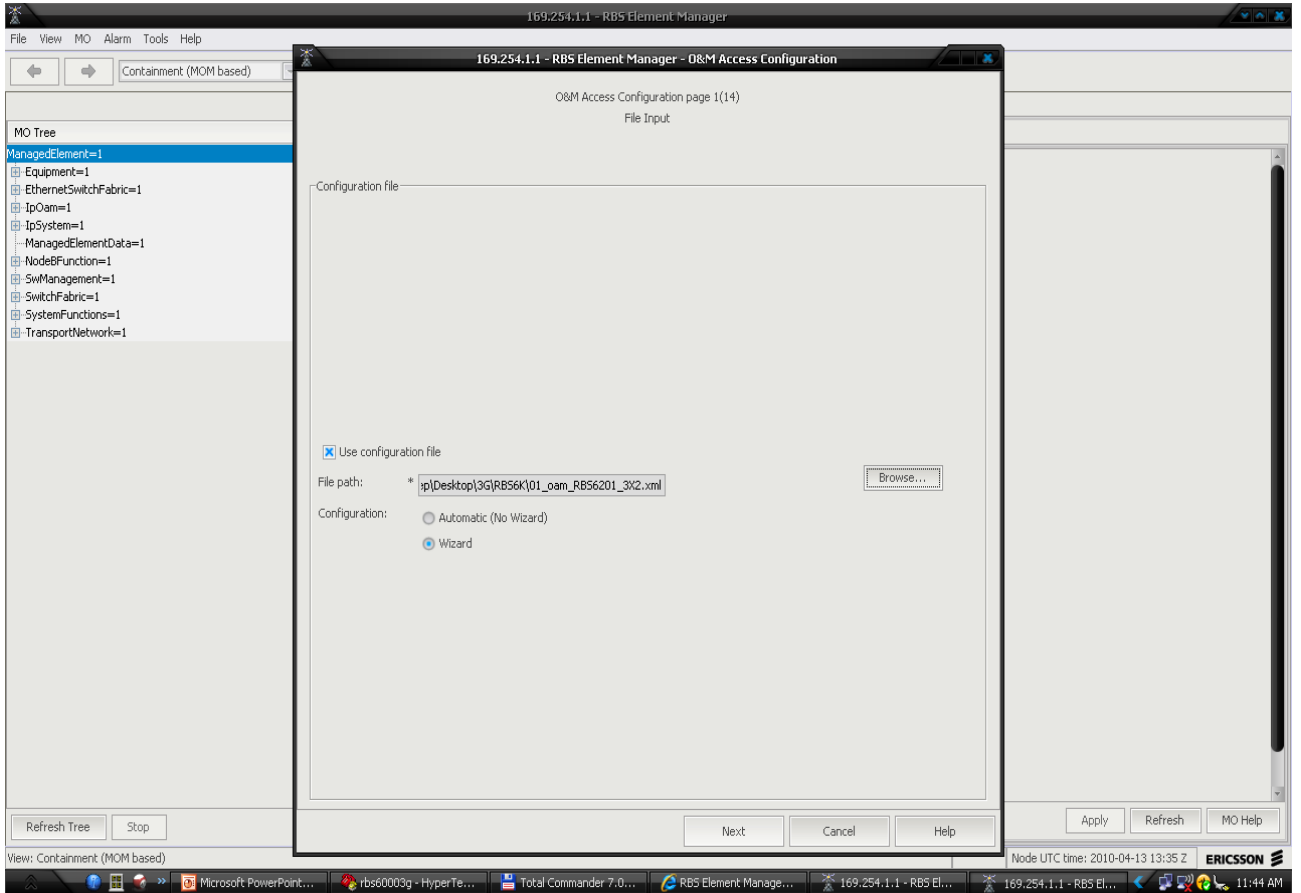 169.254.1.1 - RBS Element Manager
File View MO Alarm Tools Help
Containment (MOM based)
MO Tree
ManagedElement=1
Equipment=1
EthernetSwitchFabric=1
IpOam=1
IpSystem=1
ManagedElementData=1
NodeBFunction=1
SwManagement=1
SwitchFabric=1
SystemFunctions=1
TransportNetwork=1
169.254.1.1 - RBS Element Manager - O&M Access Configuration
O&M Access Configuration page 1(14)
File Input
Configuration file
Use configuration file
File path: * :p\Desktop\3G\RBS6K\01_oam_RBS6201_3X2.xml Browse...
Configuration: Automatic (No Wizard)
Wizard
Next Cancel Help
Refresh Tree Stop
Apply Refresh MO Help
View: Containment (MOM based)
Node UTC time: 2010-04-13 13:35 Z ERICSSON
Microsoft PowerPoint... rbs60003g - HyperTe... Total Commander 7.0... RBS Element Manage... 169.254.1.1 - RBS El... 169.254.1.1 - RBS El... 11:44 AM